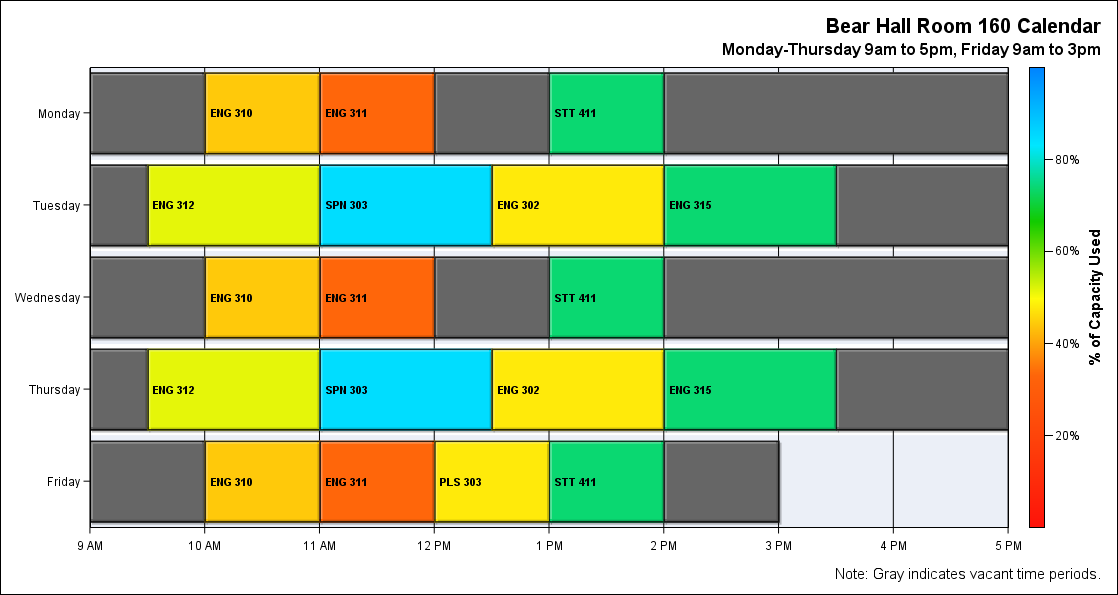 Bear Hall Room 160 Calendar
Monday-Thursday 9am to 5pm, Friday 9am to 3pm
Monday
ENG 310
ENG 311
STT 411
Tuesday
ENG 312
SPN 303
ENG 302
ENG 315
Wednesday
ENG 310
ENG 311
STT 411
Thursday
ENG 312
SPN 303
ENG 302
ENG 315
Friday
ENG 310
ENG 311
PLS 303
STT 411
9 AM
10 AM
11 AM
12 PM
1 PM
2 PM
3 PM
4 PM
5 PM
80%
60%
40%
20%
% of Capacity Used
Note: Gray indicates vacant time periods.